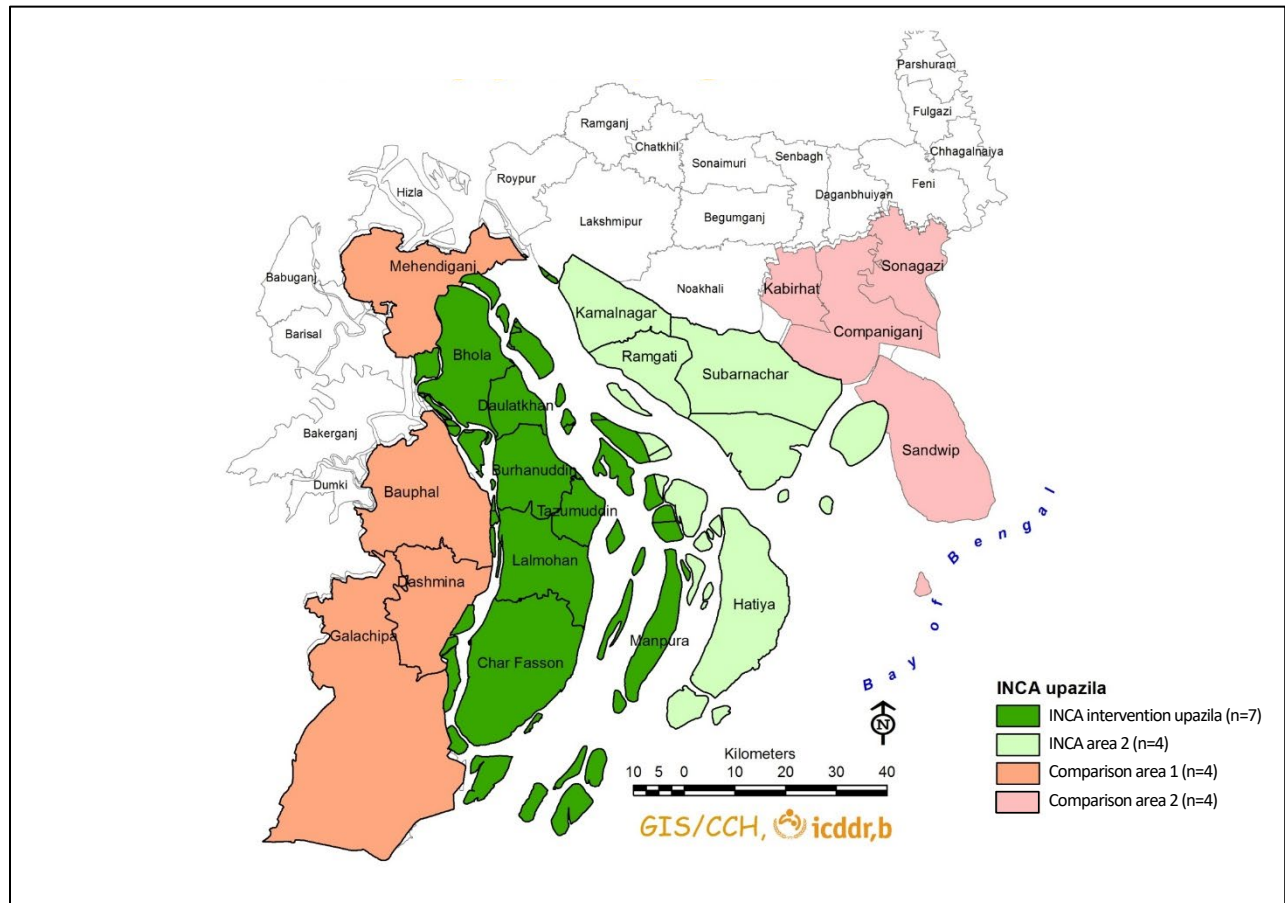 Parshuram
Fulgazi
Ramganj
Chatkhil
Sonaimuri
Senbagh
Chhagalnaiya
Roypur
Hizla
Daganbhuiyan
Feni
Lakshmipur
Begumganj
Mehendiganj
Sonagazi
Babuganj
Noakhali
Kabirhat
Kamalnagar
Barisal
Companiganj
Bhola
Ramgati
Subarnachar
Daulatkhan
Bakerganj
Sandwip
Burhanuddin
Dumki
Bauphal
Tazumuddin
Lalmohan
Dashmina
Hatiya
Galachipa
Manpura
Char Fasson
Bay of Bengal
INCA upazila
INCA intervention upazila (n=7)
INCA area 2 (n=4)
Comparison area 1 (n=4)
Comparison area 2 (n=4)
N
Kilometers
10 5 0 10 20 30 40
GIS/CCH, icddr,b